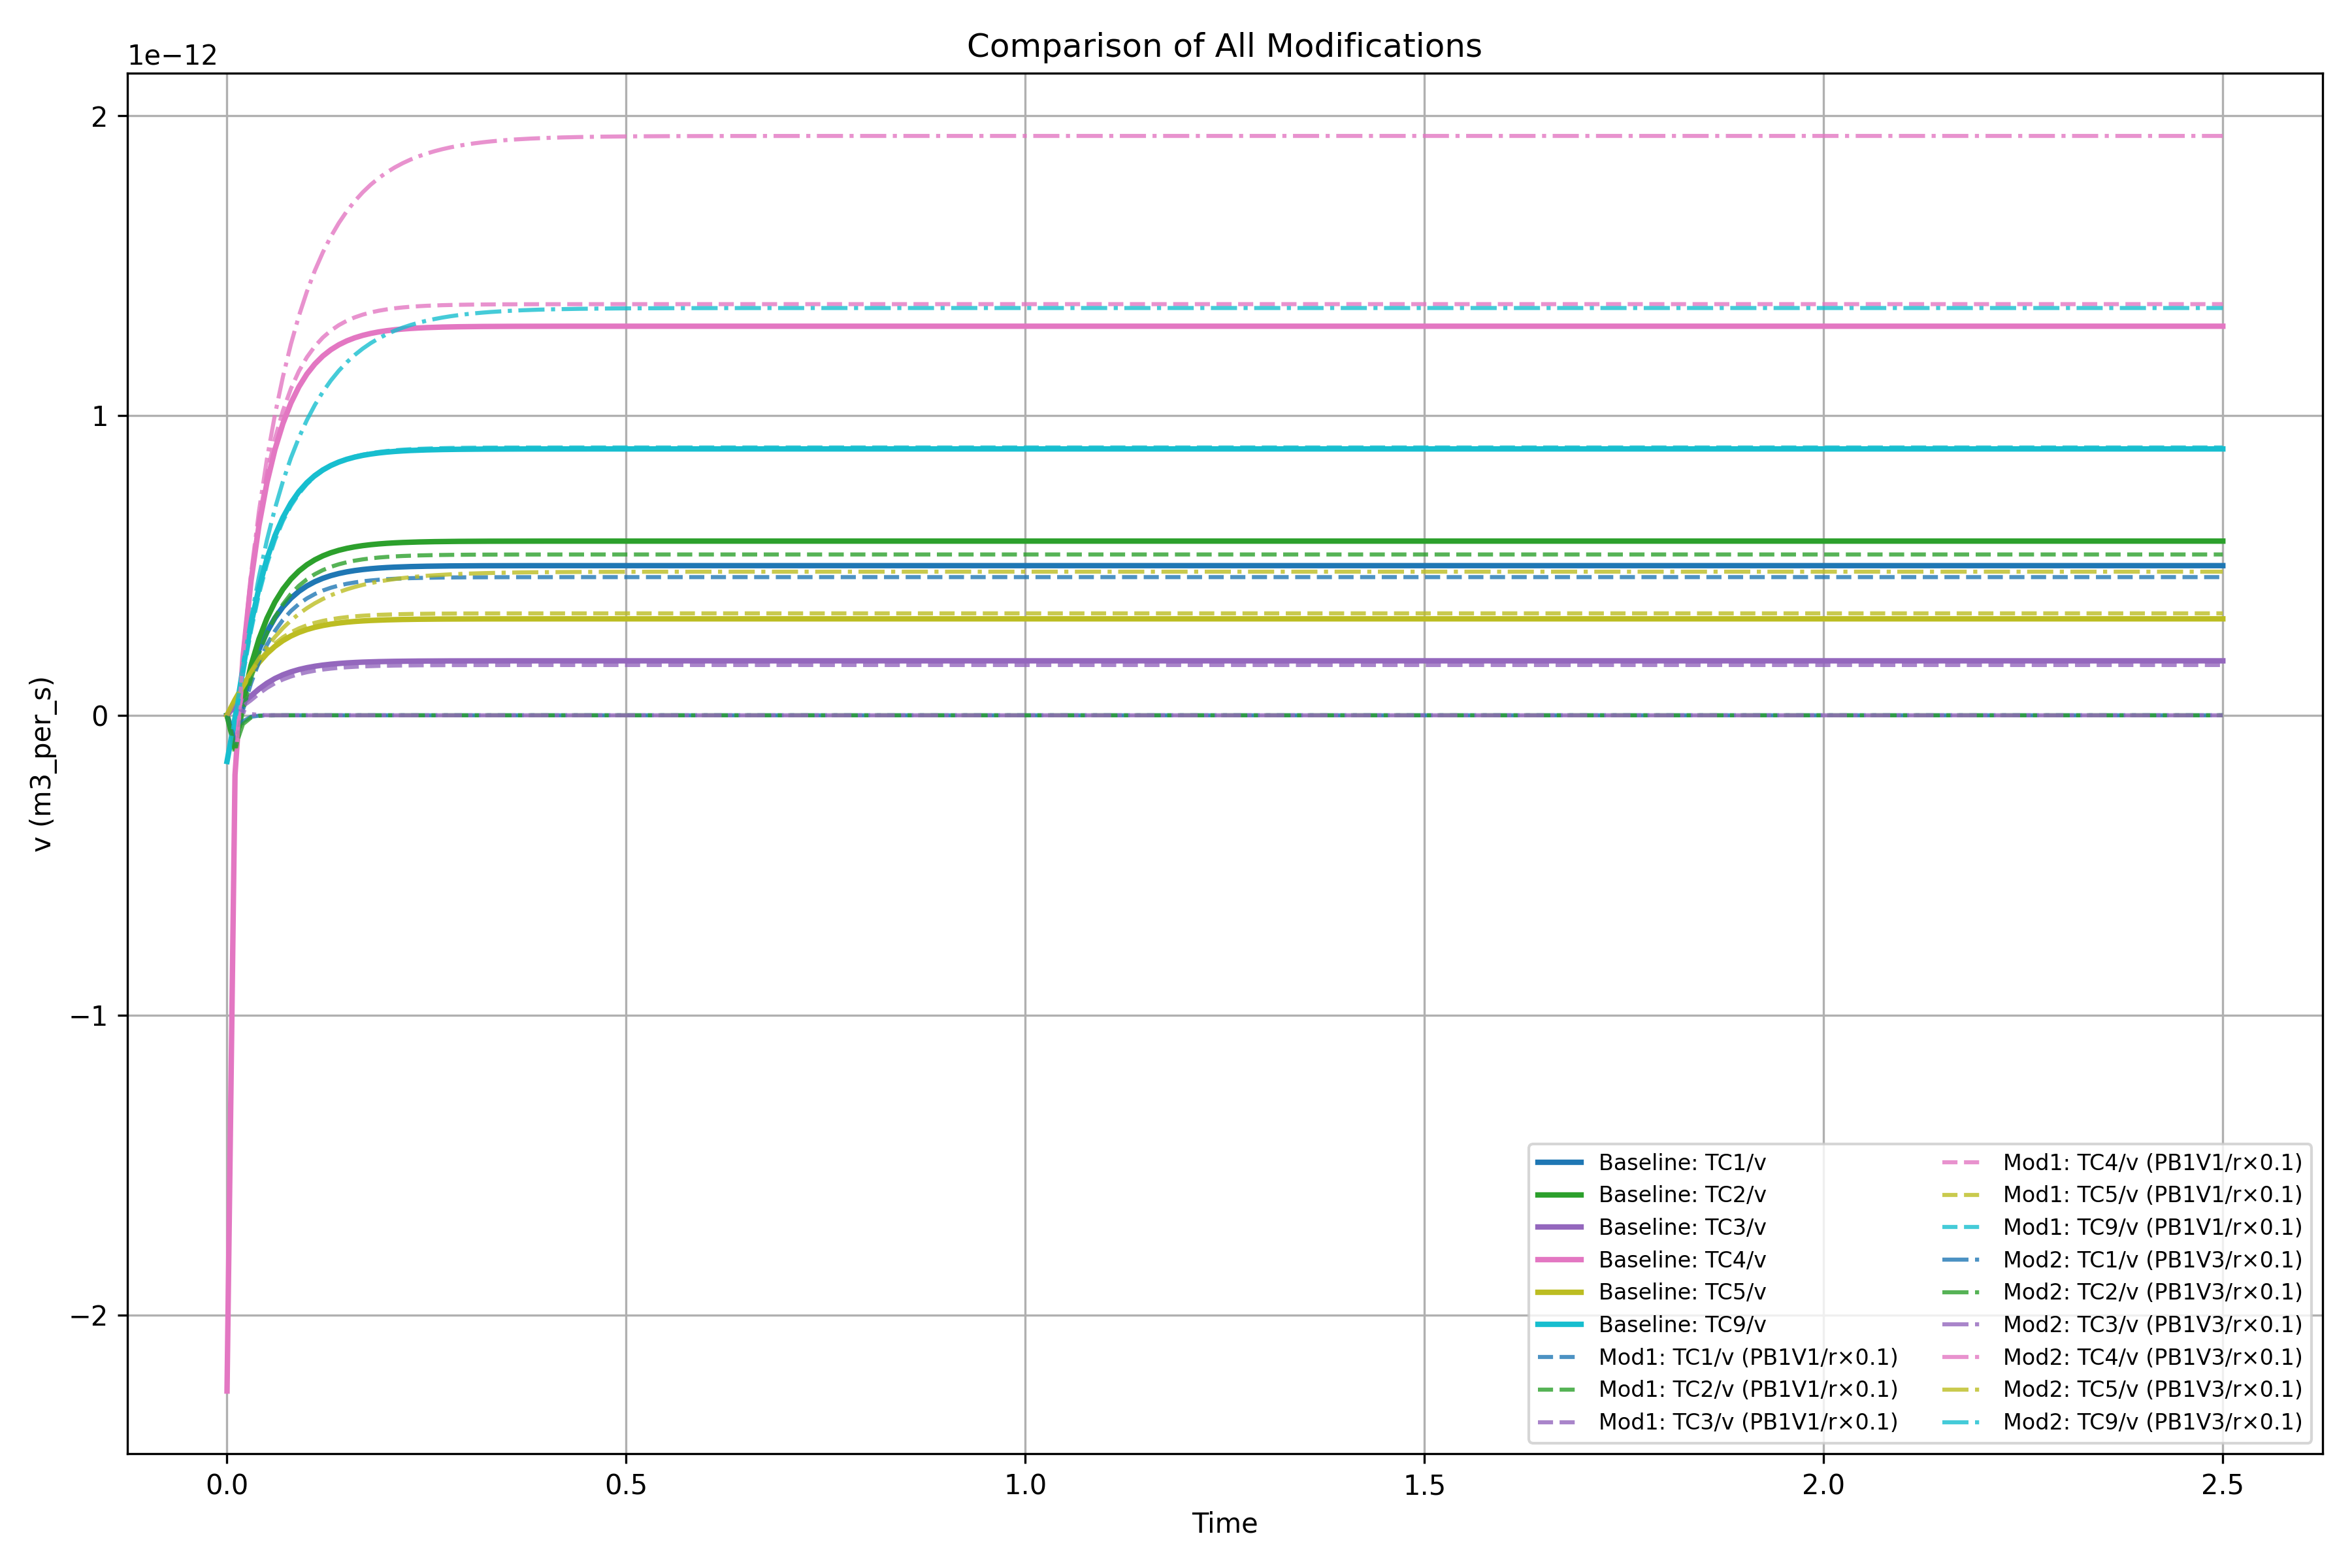 Comparison of All Modifications
1e−12
2
1
0
−1
−2
v (m3_per_s)
0.0
0.5
1.0
1.5
2.0
2.5
Time
Baseline: TC1/v
Baseline: TC2/v
Baseline: TC3/v
Baseline: TC4/v
Baseline: TC5/v
Baseline: TC9/v
Mod1: TC1/v (PB1V1/r×0.1)
Mod1: TC2/v (PB1V1/r×0.1)
Mod1: TC3/v (PB1V1/r×0.1)
Mod1: TC4/v (PB1V1/r×0.1)
Mod1: TC5/v (PB1V1/r×0.1)
Mod1: TC9/v (PB1V1/r×0.1)
Mod2: TC1/v (PB1V3/r×0.1)
Mod2: TC2/v (PB1V3/r×0.1)
Mod2: TC3/v (PB1V3/r×0.1)
Mod2: TC4/v (PB1V3/r×0.1)
Mod2: TC5/v (PB1V3/r×0.1)
Mod2: TC9/v (PB1V3/r×0.1)